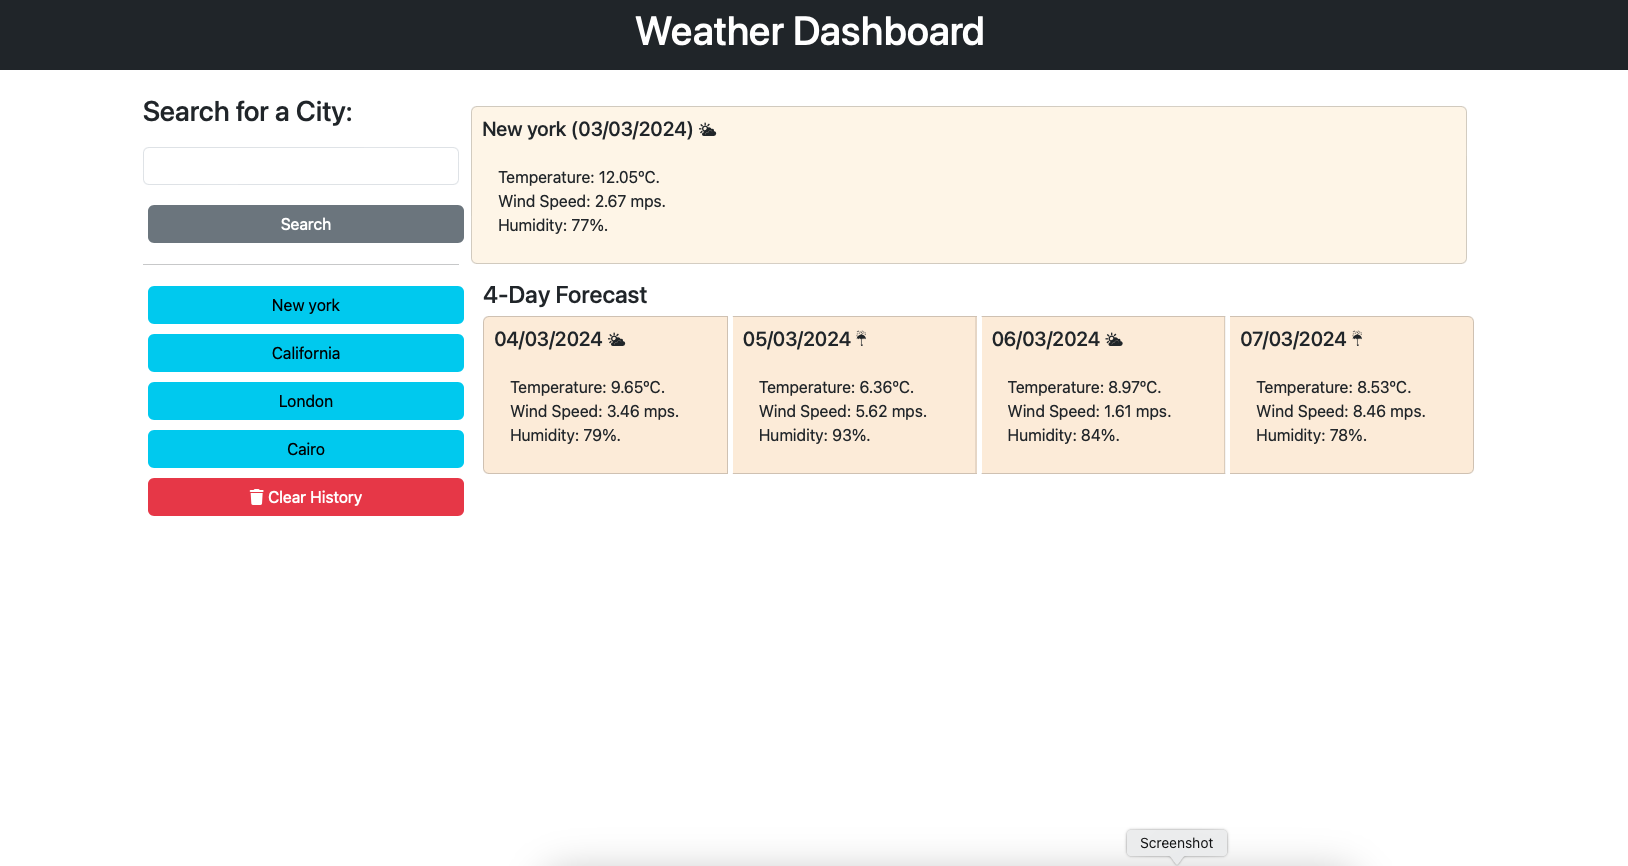 Weather Dashboard
Search for a City:
Search
New york
California
London
Cairo
Clear History
New york (03/03/2024)
Temperature: 12.05°C.
Wind Speed: 2.67 mps.
Humidity: 77%.
4-Day Forecast
04/03/2024
Temperature: 9.65°C.
Wind Speed: 3.46 mps.
Humidity: 79%.
05/03/2024
Temperature: 6.36°C.
Wind Speed: 5.62 mps.
Humidity: 93%.
06/03/2024
Temperature: 8.97°C.
Wind Speed: 1.61 mps.
Humidity: 84%.
07/03/2024
Temperature: 8.53°C.
Wind Speed: 8.46 mps.
Humidity: 78%.
Screenshot